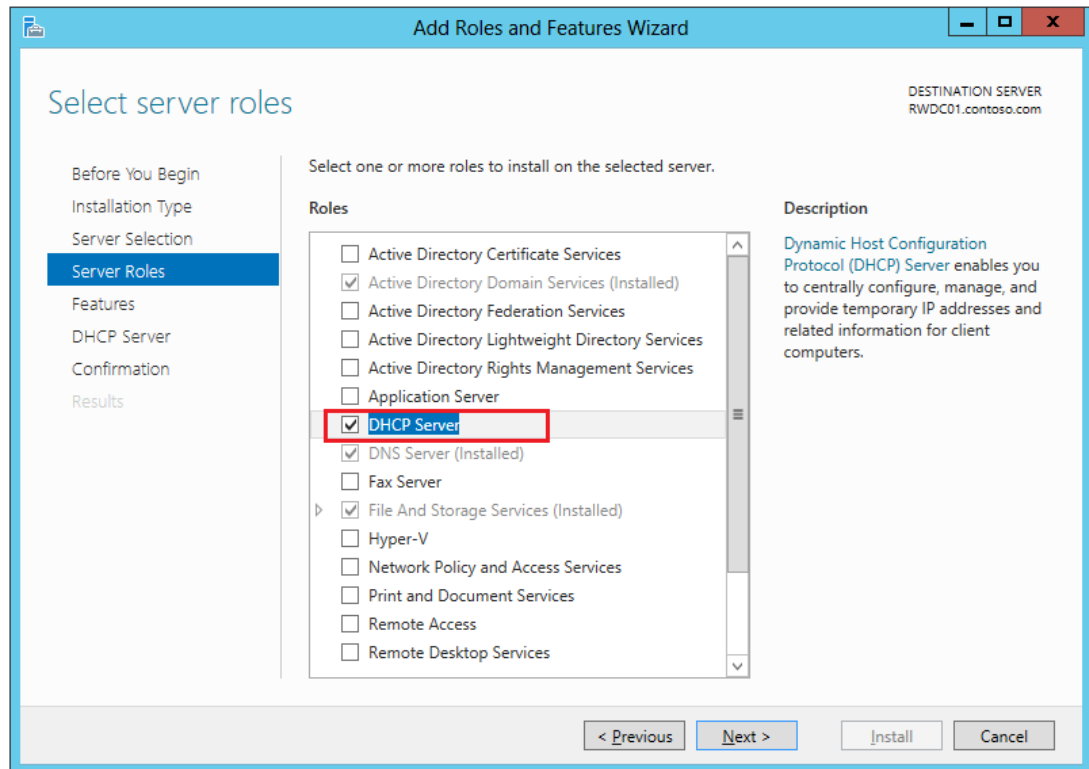 Add Roles and Features Wizard
Select server roles
DESTINATION SERVER
RWDC01.contoso.com
Before You Begin
Installation Type
Server Selection
Server Roles
Features
DHCP Server
Confirmation
Results
Select one or more roles to install on the selected server.
Roles
Active Directory Certificate Services
Active Directory Domain Services (Installed)
Active Directory Federation Services
Active Directory Lightweight Directory Services
Active Directory Rights Management Services
Application Server
DHCP Server
DNS Server (Installed)
Fax Server
File And Storage Services (Installed)
Hyper-V
Network Policy and Access Services
Print and Document Services
Remote Access
Remote Desktop Services
Description
Dynamic Host Configuration
Protocol (DHCP) Server enables you
to centrally configure, manage, and
provide temporary IP addresses and
related information for client
computers.
< Previous
Next >
Install
Cancel